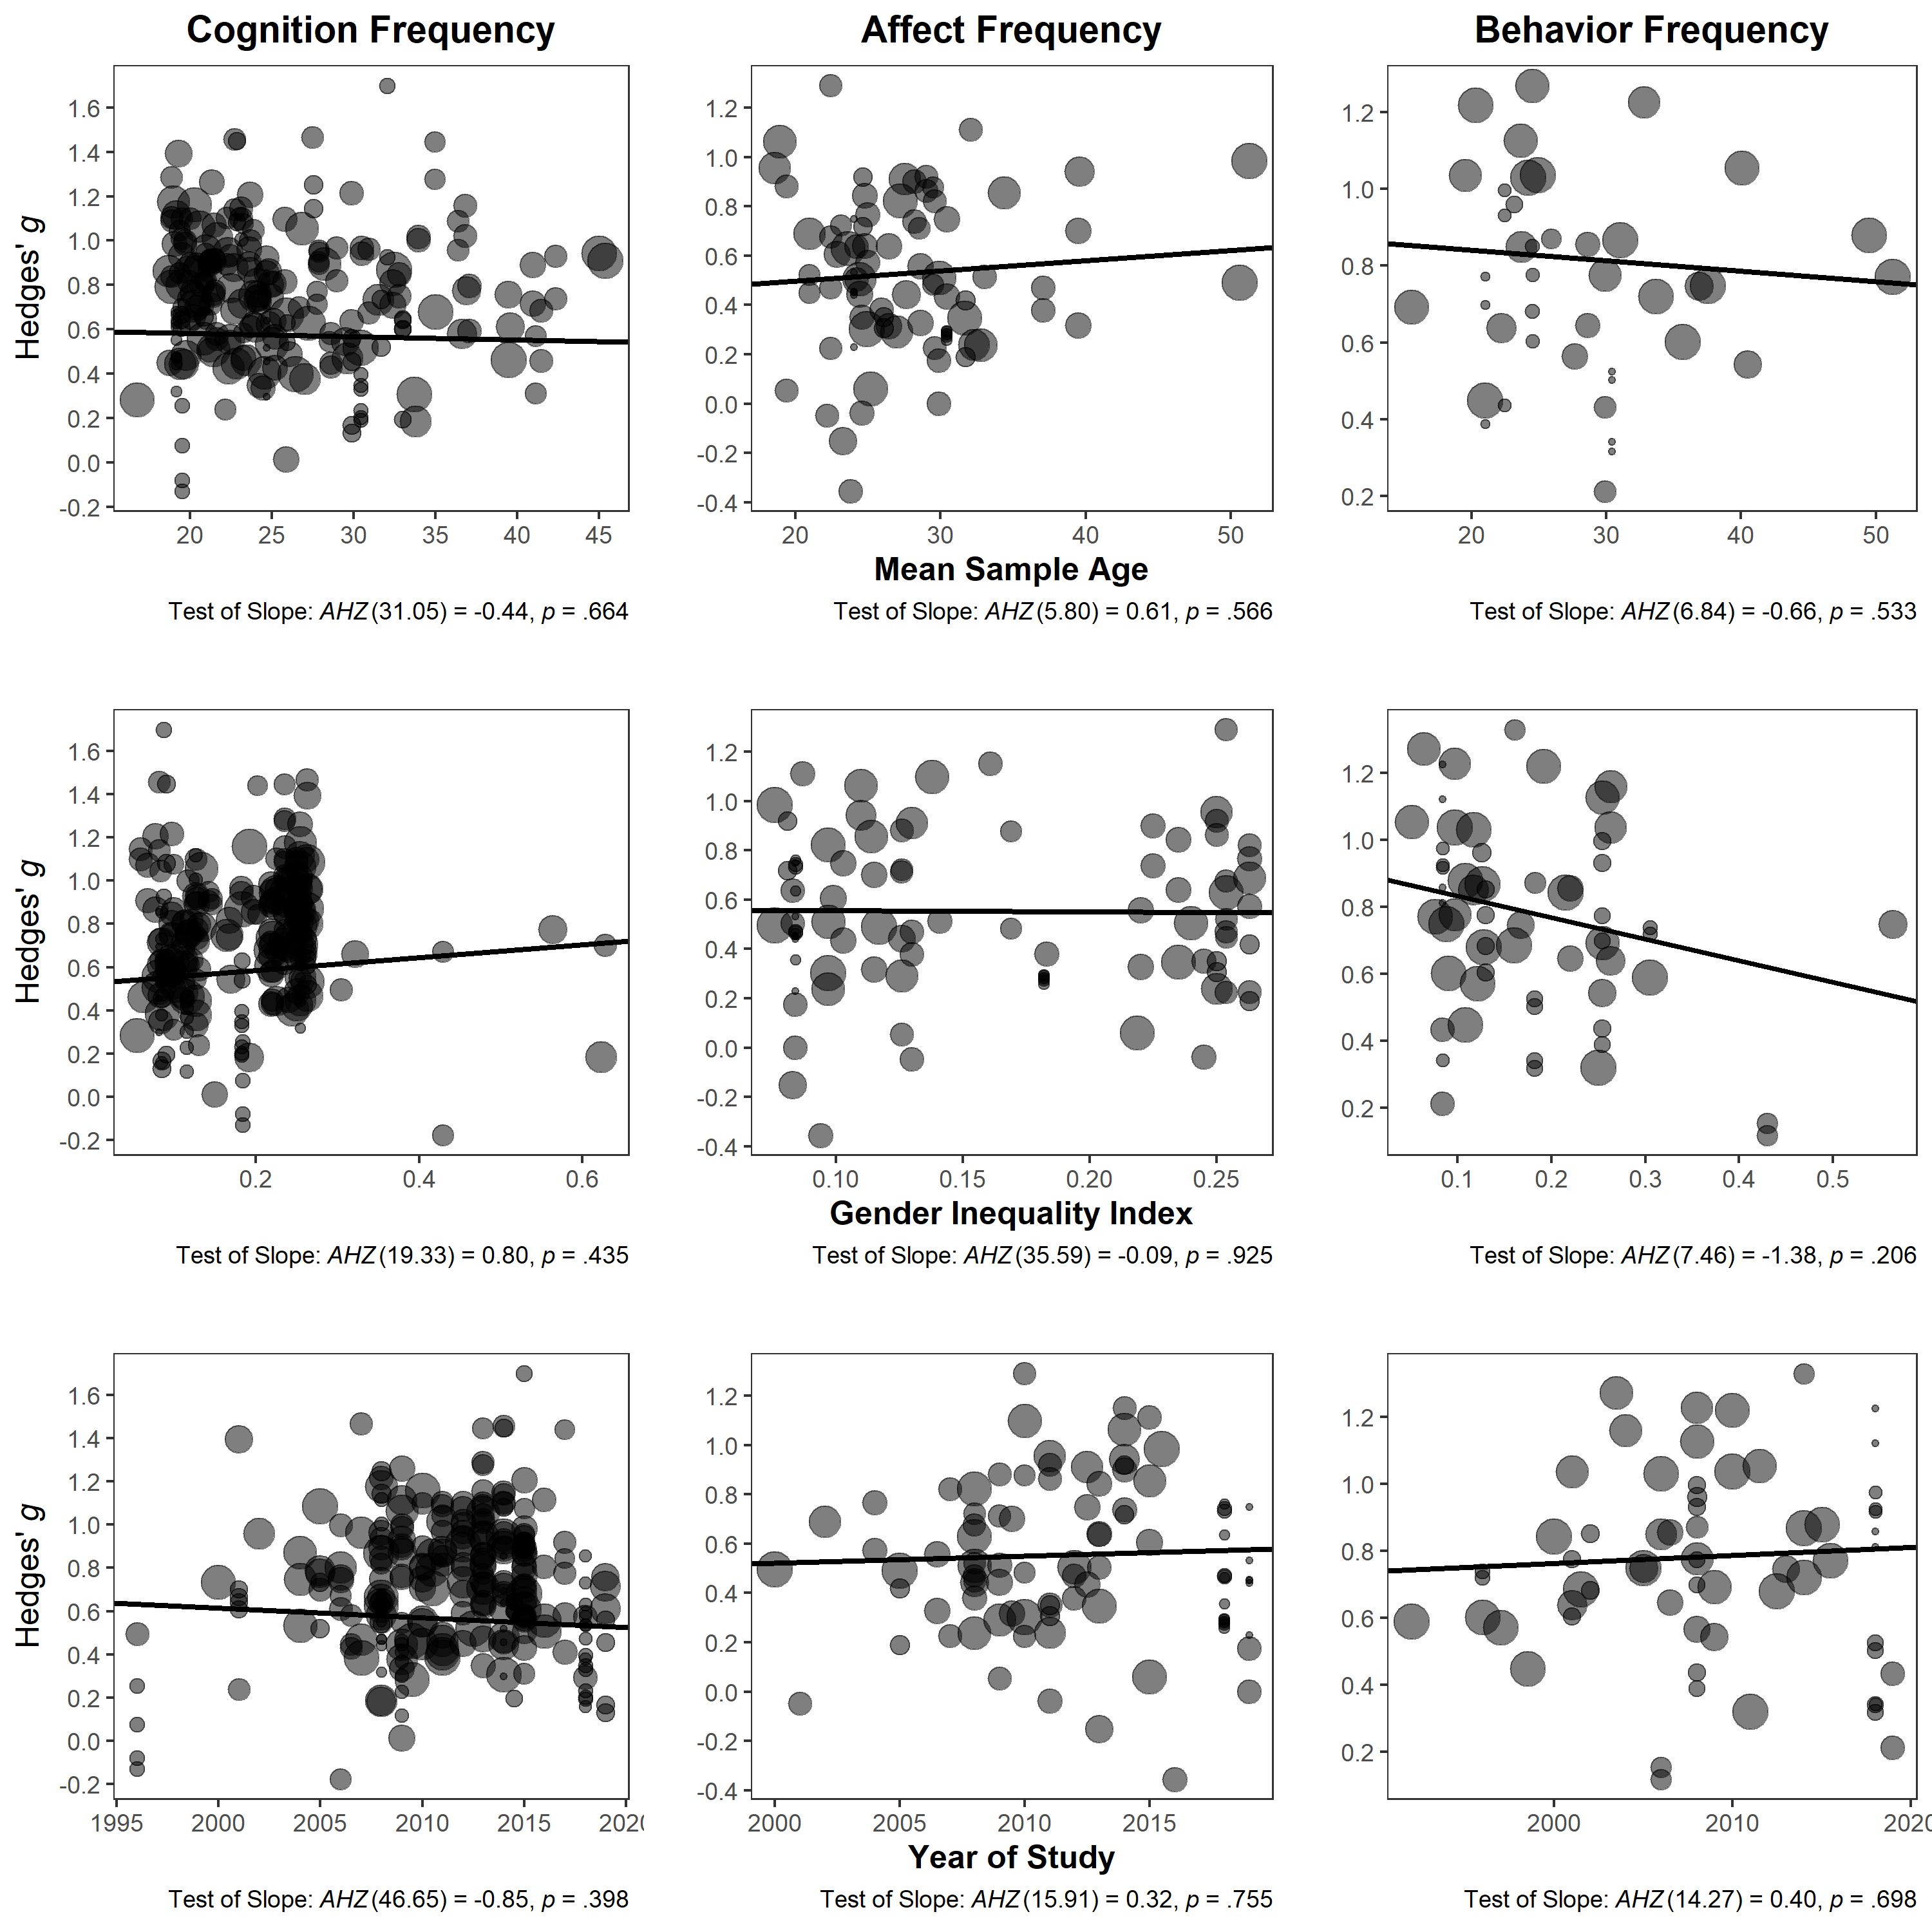 Cognition Frequency Affect Frequency Behavior Frequency
Hedges' g
1.6 1.4 1.2 1.0 0.8 0.6 0.4 0.2 0.0 -0.2
1.2 1.0 0.8 0.6 0.4 0.2 0.0 -0.2 -0.4
1.2 1.0 0.8 0.6 0.4 0.2
20 25 30 35 40 45
20 30 40 50
20 30 40 50
Mean Sample Age
Test of Slope: AHZ(31.05) = -0.44, p = .664
Test of Slope: AHZ(5.80) = 0.61, p = .566
Test of Slope: AHZ(6.84) = -0.66, p = .533
Hedges' g
1.6 1.4 1.2 1.0 0.8 0.6 0.4 0.2 0.0 -0.2
1.2 1.0 0.8 0.6 0.4 0.2 0.0 -0.2 -0.4
1.2 1.0 0.8 0.6 0.4 0.2
0.2 0.4 0.6
0.10 0.15 0.20 0.25
0.1 0.2 0.3 0.4 0.5
Gender Inequality Index
Test of Slope: AHZ(19.33) = 0.80, p = .435
Test of Slope: AHZ(35.59) = -0.09, p = .925
Test of Slope: AHZ(7.46) = -1.38, p = .206
Hedges' g
1.6 1.4 1.2 1.0 0.8 0.6 0.4 0.2 0.0 -0.2
1.2 1.0 0.8 0.6 0.4 0.2 0.0 -0.2 -0.4
1.2 1.0 0.8 0.6 0.4 0.2
1995 2000 2005 2010 2015 2020
2000 2005 2010 2015
2000 2010 2020
Year of Study
Test of Slope: AHZ(46.65) = -0.85, p = .398
Test of Slope: AHZ(15.91) = 0.32, p = .755
Test of Slope: AHZ(14.27) = 0.40, p = .698